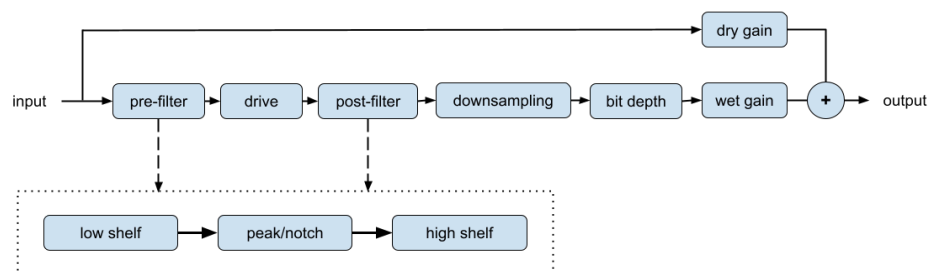 dry gain
input
pre-filter
drive
post-filter
downsampling
bit depth
wet gain
+
output
low shelf
peak/notch
high shelf